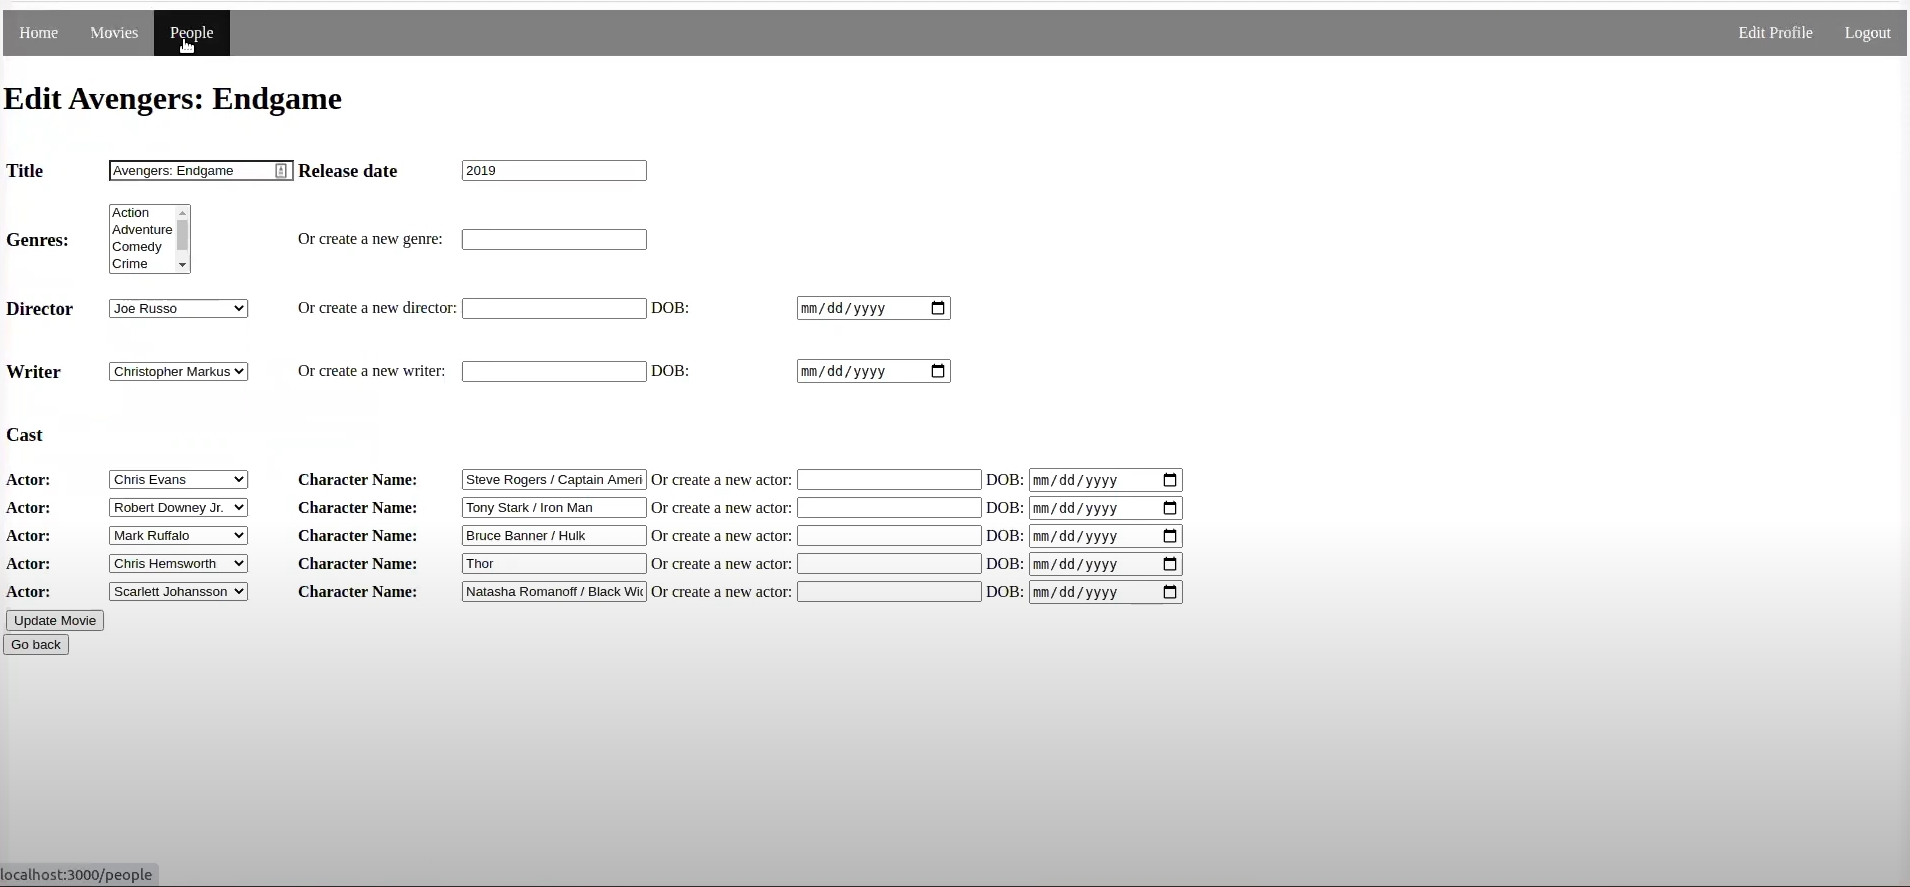 Home Movies People Edit Profile Logout
Edit Avengers: Endgame
Title Avengers: Endgame Release date 2019
Action
Adventure
Genres: Or create a new genre:
Comedy
Crime
Director Joe Russo Or create a new director: DOB: mm/dd/yyyy
Writer Christopher Markus Or create a new writer: DOB: mm/dd/yyyy
Cast
Actor: Chris Evans Character Name: Steve Rogers / Captain Ameri Or create a new actor: DOB: mm/dd/yyyy
Actor: Robert Downey Jr. Character Name: Tony Stark / Iron Man Or create a new actor: DOB: mm/dd/yyyy
Actor: Mark Ruffalo Character Name: Bruce Banner / Hulk Or create a new actor: DOB: mm/dd/yyyy
Actor: Chris Hemsworth Character Name: Thor Or create a new actor: DOB: mm/dd/yyyy
Actor: Scarlett Johansson Character Name: Natasha Romanoff / Black Wic Or create a new actor: DOB: mm/dd/yyyy
Update Movie
Go back
localhost:3000/people